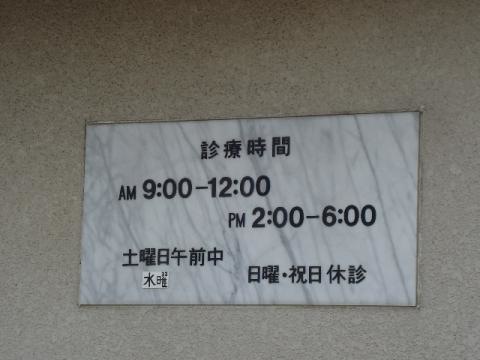 診療時間
AM 9:00-12:00
PM 2:00-6:00
土曜日午前中
水曜
日曜・祝日休診